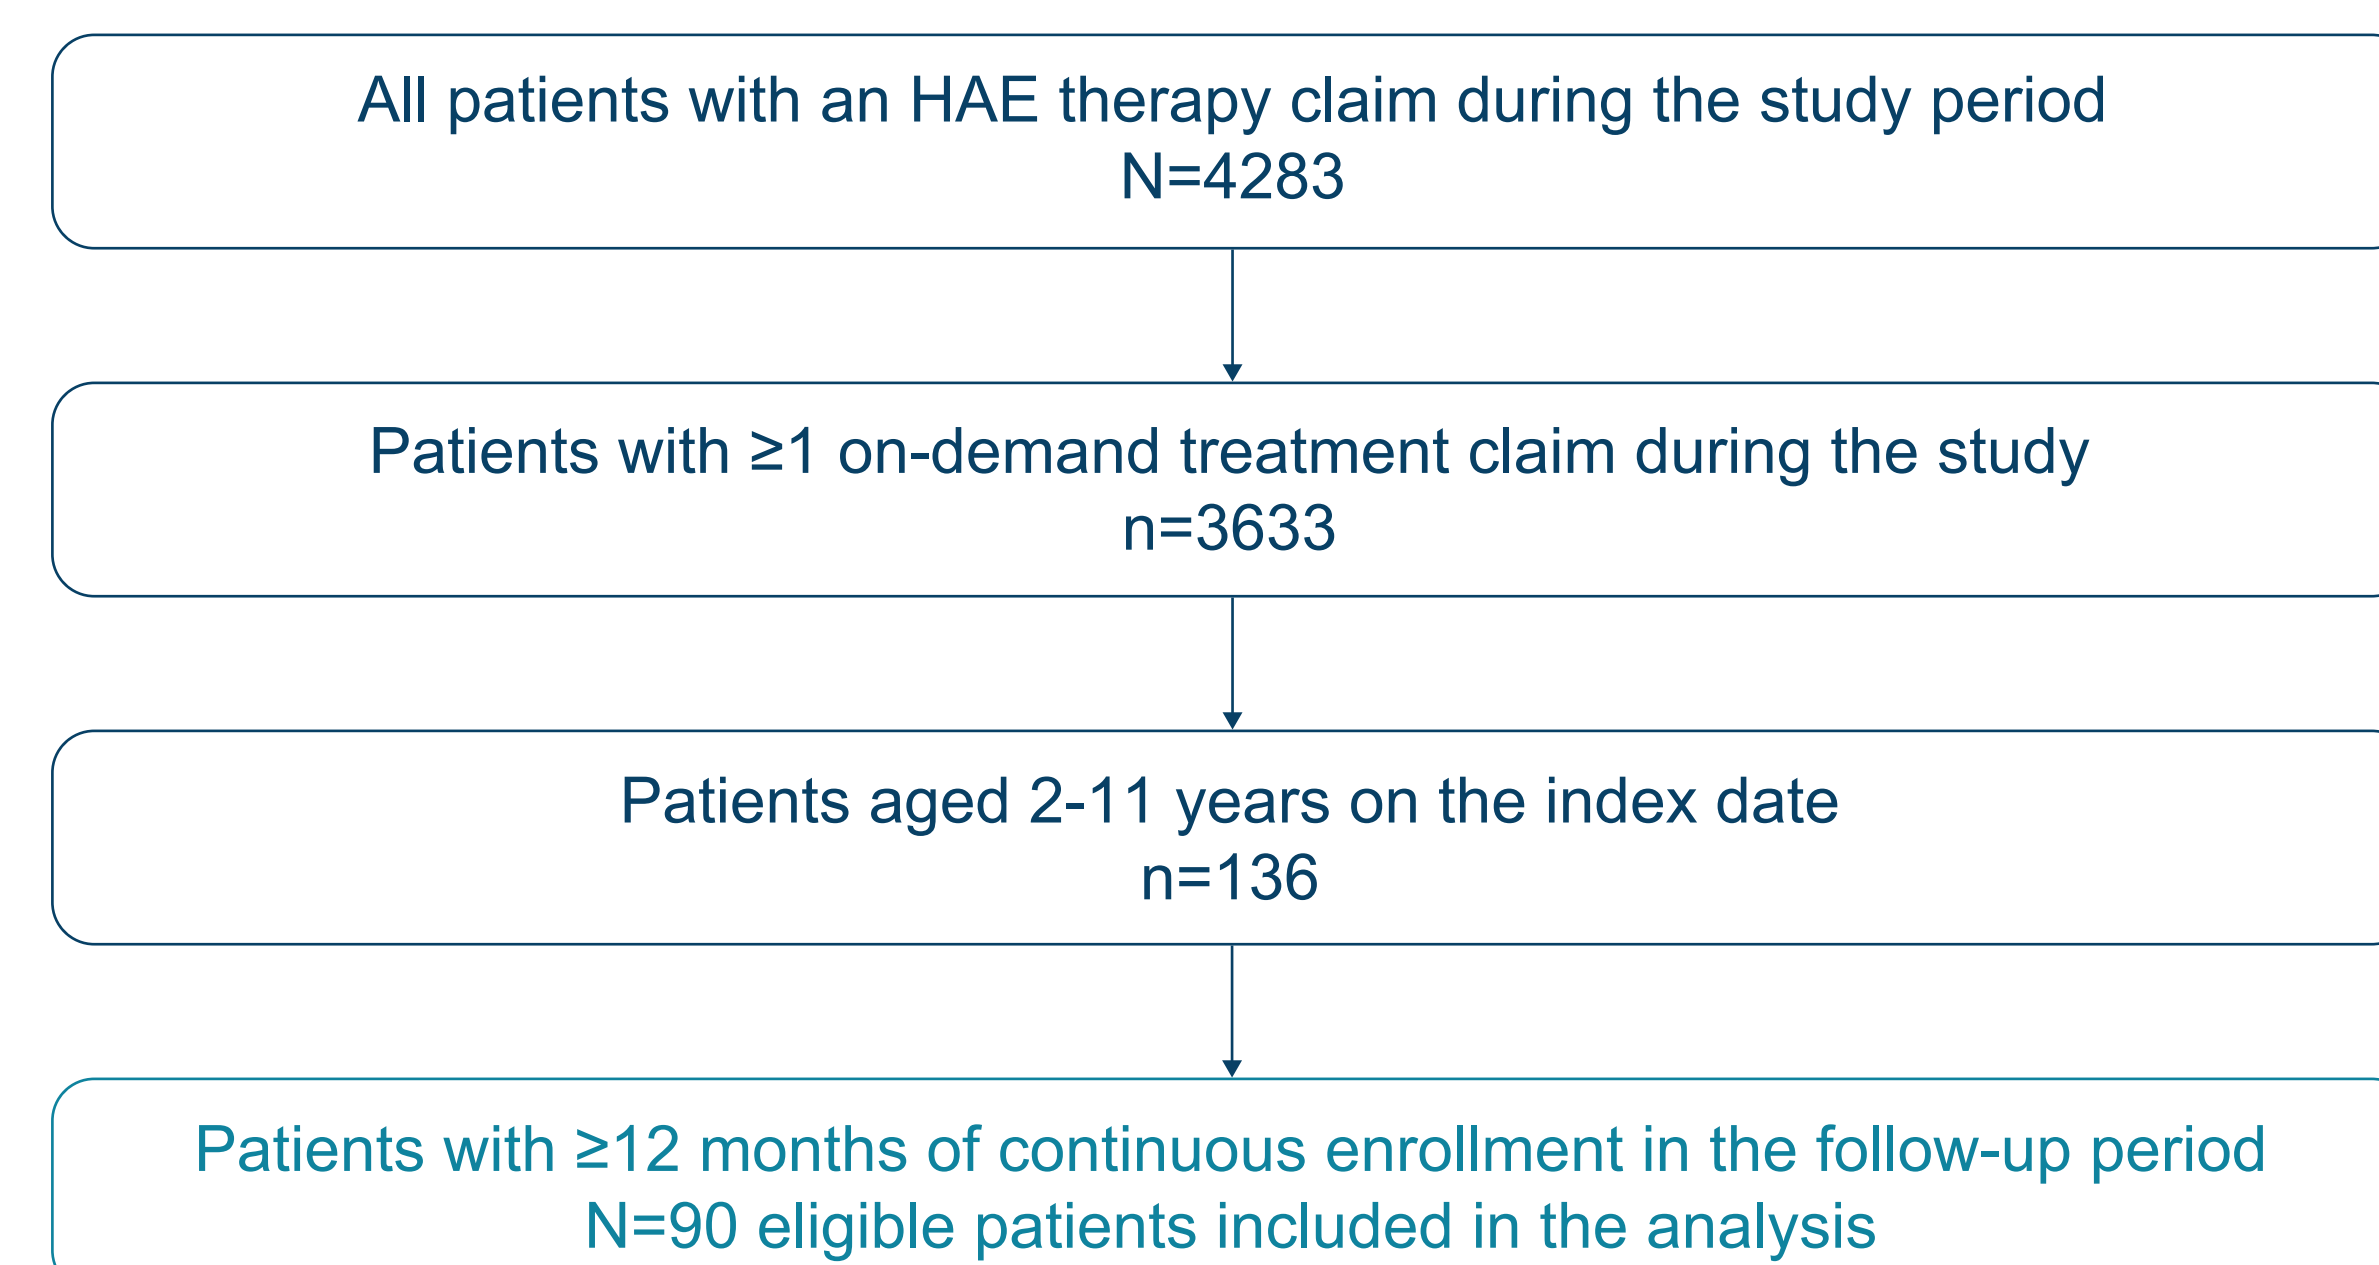 All patients with an HAE therapy claim during the study period
N=4283
Patients with ≥1 on-demand treatment claim during the study
n=3633
Patients aged 2-11 years on the index date
n=136
Patients with ≥12 months of continuous enrollment in the follow-up period
N=90 eligible patients included in the analysis